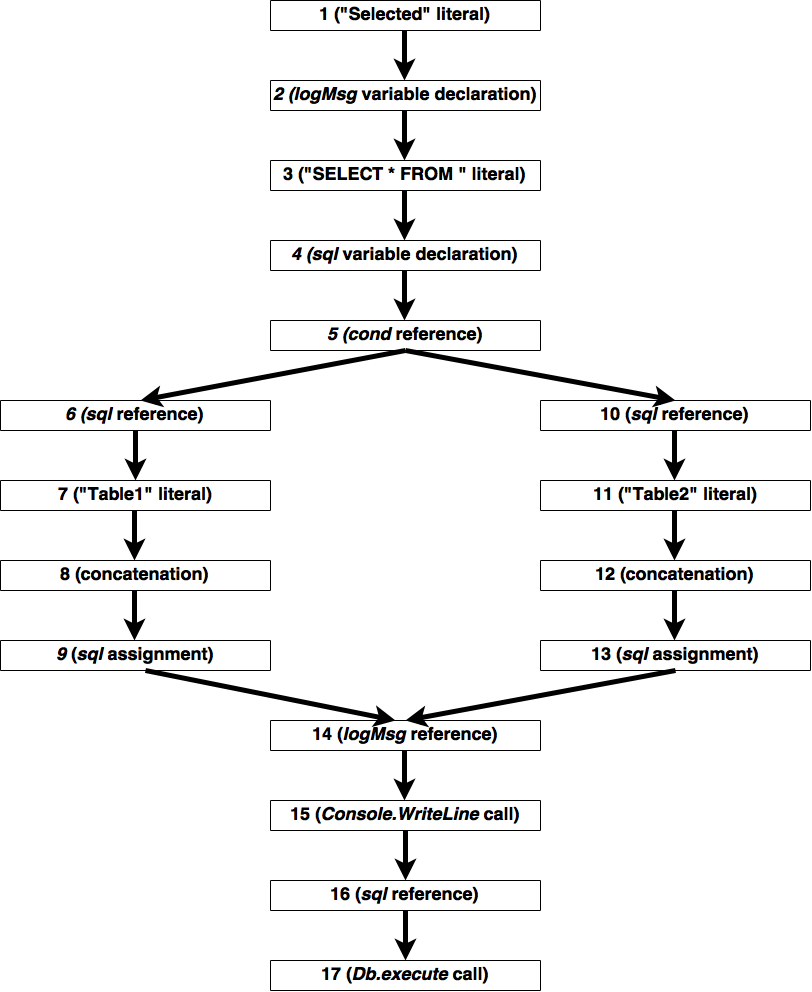 1 ("Selected" literal)
2 (logMsg variable declaration)
3 ("SELECT * FROM " literal)
4 (sql variable declaration)
5 (cond reference)
6 (sql reference)
10 (sql reference)
7 ("Table1" literal)
11 ("Table2" literal)
8 (concatenation)
12 (concatenation)
9 (sql assignment)
13 (sql assignment)
14 (logMsg reference)
15 (Console.WriteLine call)
16 (sql reference)
17 (Db.execute call)